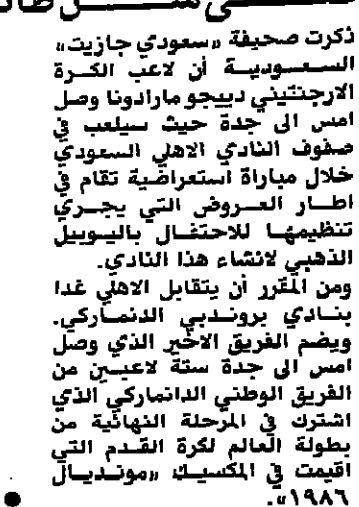 ذكرت صحيفة «سعودي جازيت»
السعودية أن لاعب الكرة
الارجنتيني دييجو مارادونا وصل
امس الى جدة حيث سيلعب في
صفوف النادي الاهلي السعودي
خلال مباراة استعراضية تقام في
اطار العروض التي يجري
تنظيمها للاحتفال باليوبيل
الذهبي لانشاء هذا النادي.
ومن المقرر أن يتقابل الاهلي غدا
بنادي بروندبي الدنماركي.
ويضم الفريق الاخير الذي وصل
امس الى جدة ستة لاعبين من
الفريق الوطني الدانماركي الذي
اشترك في المرحلة النهائية من
بطولة العالم لكرة القدم التي
اقيمت في المكسيك «مونديال
١٩٨٦».